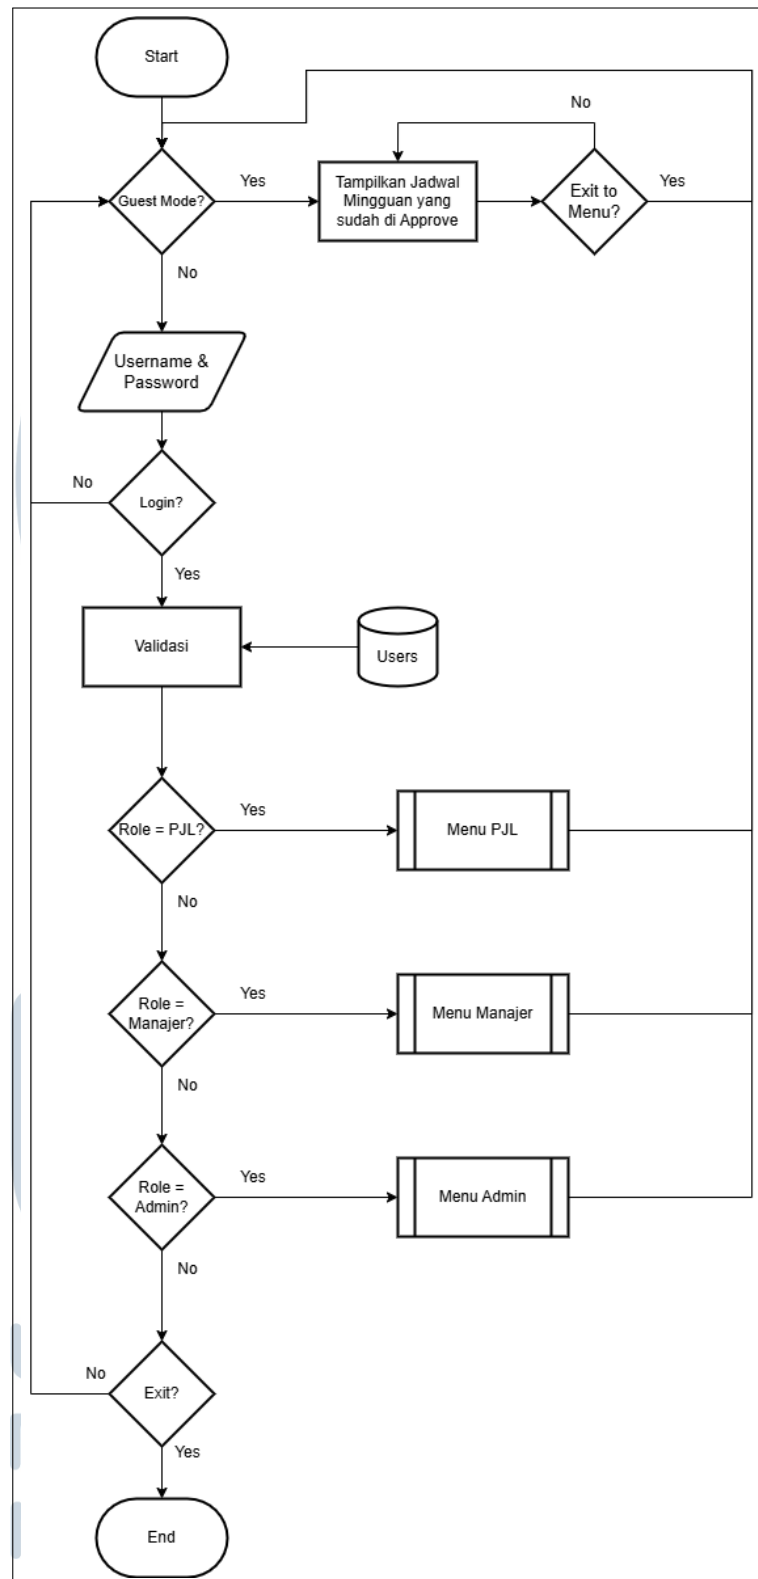 Start
No
Guest Mode?
Yes
Tampilkan Jadwal
Mingguan yang
sudah di Approve
Exit to
Menu?
Yes
No
Username &
Password
No
Login?
Yes
Validasi
Users
Role = PJL?
Yes
Menu PJL
No
Role =
Manajer?
Yes
Menu Manajer
No
Role =
Admin?
Yes
Menu Admin
No
No
Exit?
Yes
End